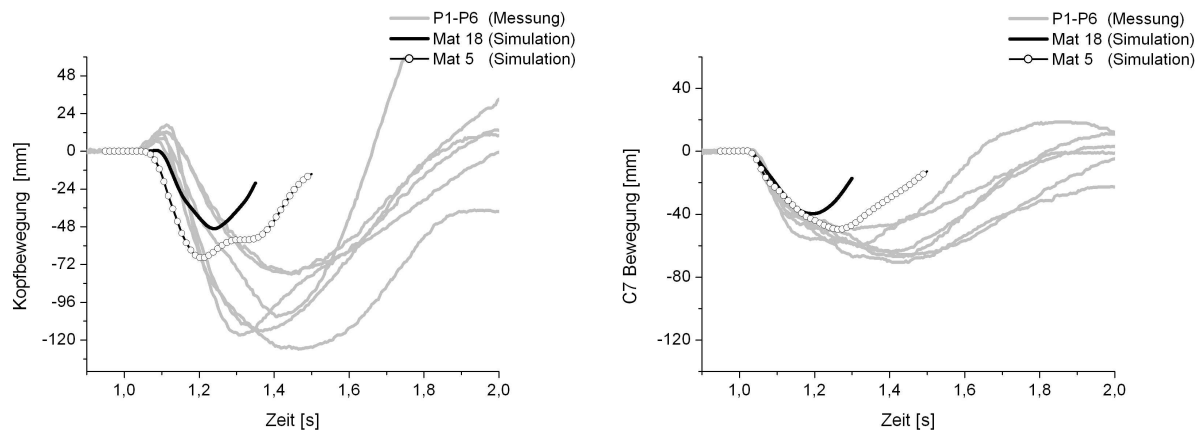 P1-P6 (Messung)
Mat 18 (Simulation)
Mat 5 (Simulation)
Kopfbewegung [mm]
48
24
0
-24
-48
-72
-96
-120
1,0
1,2
1,4
1,6
1,8
2,0
Zeit [s]
P1-P6 (Messung)
Mat 18 (Simulation)
Mat 5 (Simulation)
C7 Bewegung [mm]
40
0
-40
-80
-120
1,0
1,2
1,4
1,6
1,8
2,0
Zeit [s]